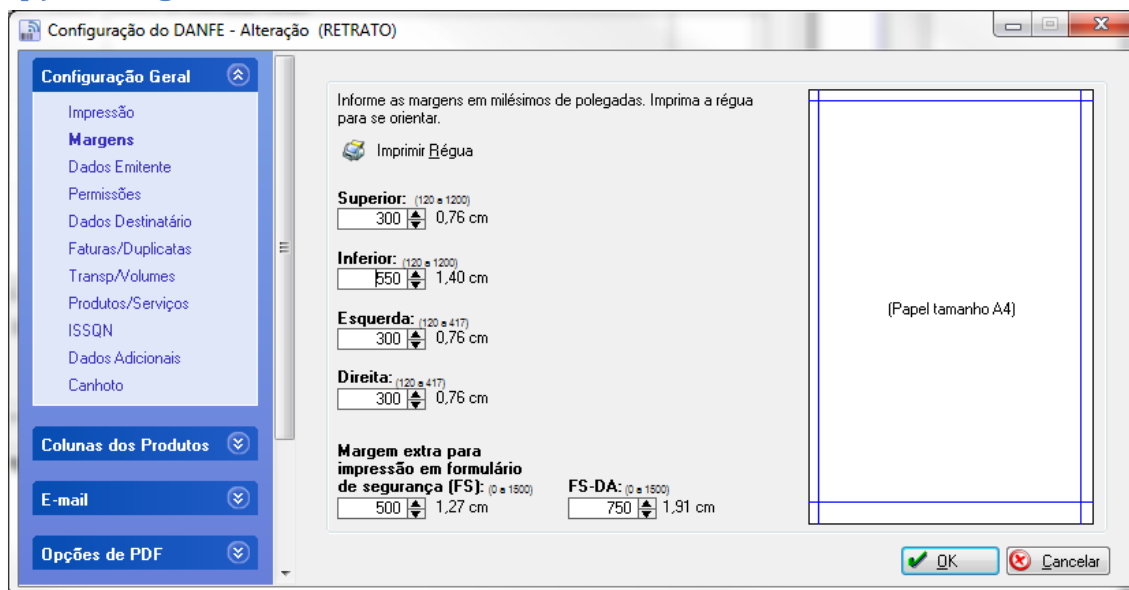 Configuração do DANFE - Alteração (RETRATO)
Configuração Geral
Impressão
Margens
Dados Emitente
Permissões
Dados Destinatário
Faturas/Duplicatas
Transp/Volumes
Produtos/Serviços
ISSQN
Dados Adicionais
Canhoto
Colunas dos Produtos
E-mail
Opções de PDF
Informe as margens em milésimos de polegadas. Imprima a régua
para se orientar.
Imprimir Régua
Superior: (120 a 1200)
300 0,76 cm
Inferior: (120 a 1200)
550 1,40 cm
Esquerda: (120 a 417)
300 0,76 cm
Direita: (120 a 417)
300 0,76 cm
Margem extra para
impressão em formulário
de segurança (FS): (0 a 1500)
500 1,27 cm
FS-DA: (0 a 1500)
750 1,91 cm
(Papel tamanho A4)
OK
Cancelar